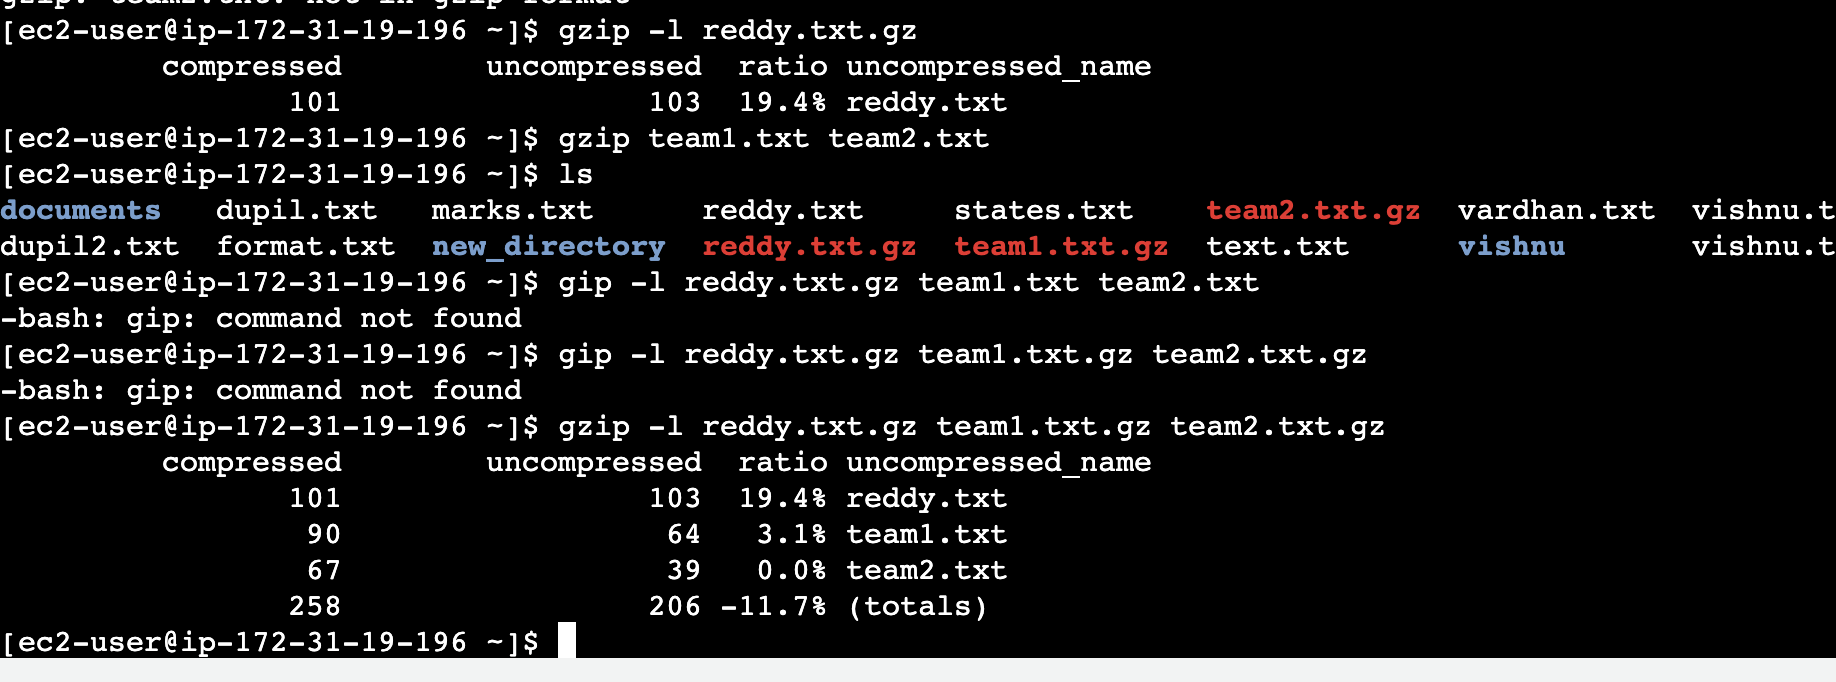 gzip: team2.txt: not in gzip format
[ec2-user@ip-172-31-19-196 ~]$ gzip -l reddy.txt.gz
         compressed        uncompressed  ratio uncompressed_name
                101                 103  19.4% reddy.txt
[ec2-user@ip-172-31-19-196 ~]$ gzip team1.txt team2.txt
[ec2-user@ip-172-31-19-196 ~]$ ls
documents   dupil.txt   marks.txt      reddy.txt     states.txt    team2.txt.gz  vardhan.txt  vishnu.t
dupil2.txt  format.txt  new_directory  reddy.txt.gz  team1.txt.gz  text.txt      vishnu       vishnu.t
[ec2-user@ip-172-31-19-196 ~]$ gip -l reddy.txt.gz team1.txt team2.txt
-bash: gip: command not found
[ec2-user@ip-172-31-19-196 ~]$ gip -l reddy.txt.gz team1.txt.gz team2.txt.gz
-bash: gip: command not found
[ec2-user@ip-172-31-19-196 ~]$ gzip -l reddy.txt.gz team1.txt.gz team2.txt.gz
         compressed        uncompressed  ratio uncompressed_name
                101                 103  19.4% reddy.txt
                 90                  64   3.1% team1.txt
                 67                  39   0.0% team2.txt
                258                 206 -11.7% (totals)
[ec2-user@ip-172-31-19-196 ~]$